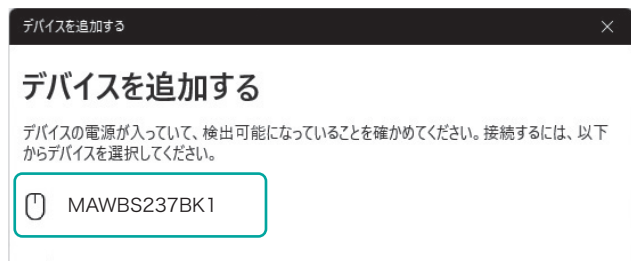 デバイスを追加する
デバイスを追加する
デバイスの電源が入っていて、検出可能になっていることを確かめてください。接続するには、以下
からデバイスを選択してください。
MAWBS237BK1